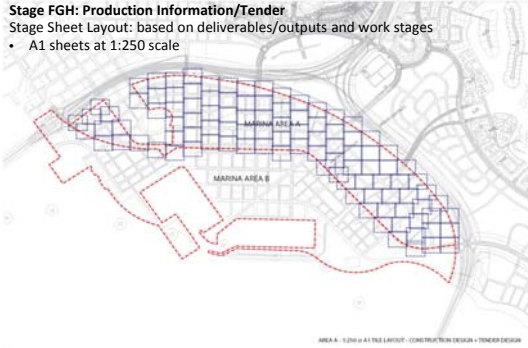 Stage FGH: Production Information/Tender
Stage Sheet Layout: based on deliverables/outputs and work stages
• A1 sheets at 1:250 scale
MARINA AREA A
MARINA AREA B
AREA A - 1:250 @ A1 TILE LAYOUT - CONSTRUCTION DESIGN + TENDER DESIGN